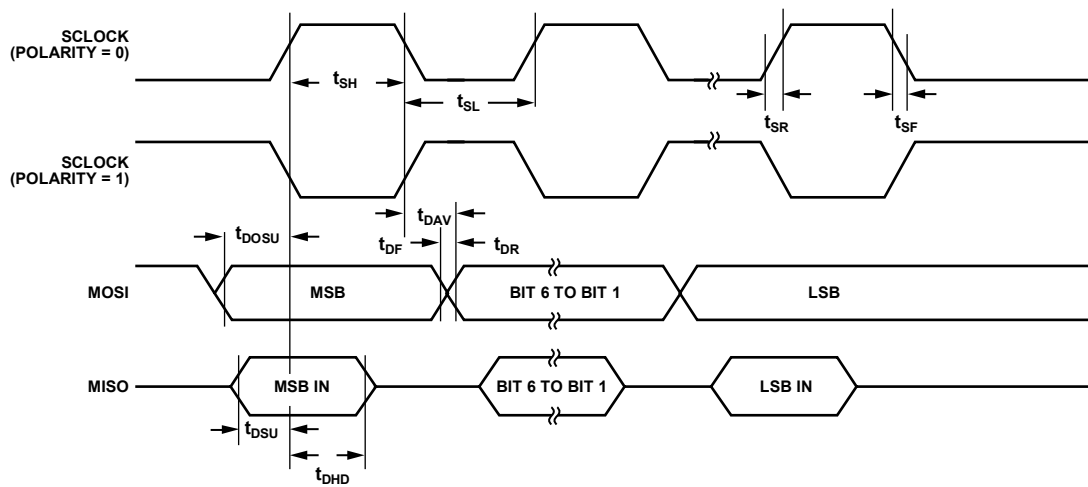 SCLOCK
(POLARITY = 0)
tSH
tSL
tSR
tSF
SCLOCK
(POLARITY = 1)
tDAV
tDOSU
tDF
tDR
MOSI
MSB
BIT 6 TO BIT 1
LSB
MISO
MSB IN
BIT 6 TO BIT 1
LSB IN
tDSU
tDHD